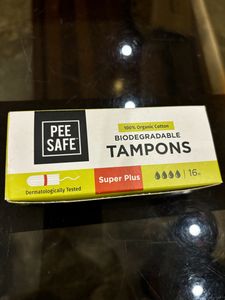 PEE
SAFE
100% Organic Cotton
BIODEGRADABLE
TAMPONS
Dermatologically Tested
Super Plus
16